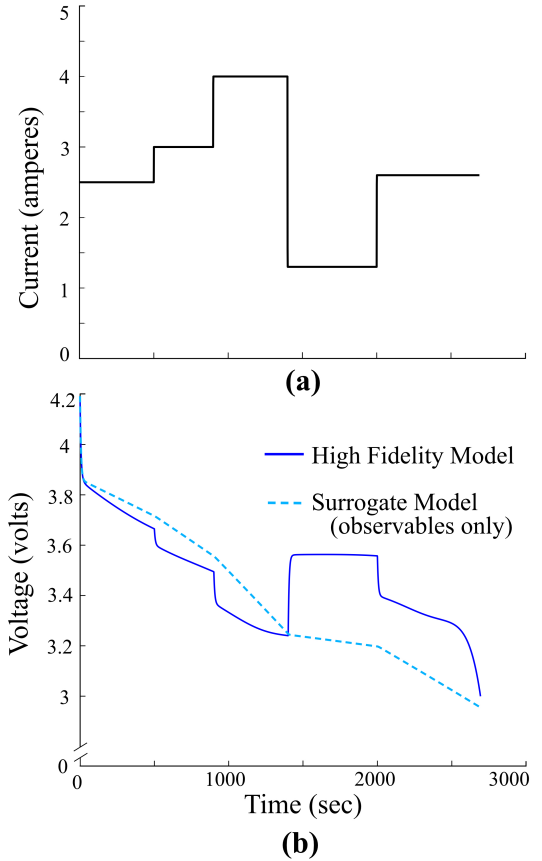 5
4
3
2
1
0
Current (amperes)
(a)
4.2
4
3.8
3.6
3.4
3.2
3
0
Voltage (volts)
High Fidelity Model
Surrogate Model
(observables only)
0 1000 2000 3000
Time (sec)
(b)